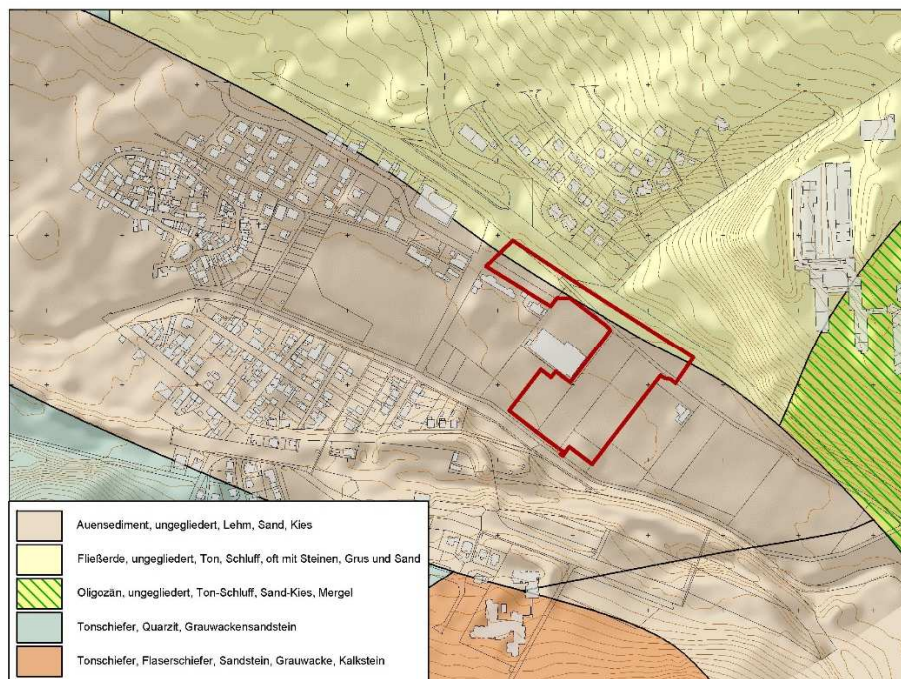 Auensediment, ungegliedert, Lehm, Sand, Kies
Fließerde, ungegliedert, Ton, Schluff, oft mit Steinen, Grus und Sand
Oligozän, ungegliedert, Ton-Schluff, Sand-Kies, Mergel
Tonschiefer, Quarzit, Grauwackensandstein
Tonschiefer, Flaserschiefer, Sandstein, Grauwacke, Kalkstein